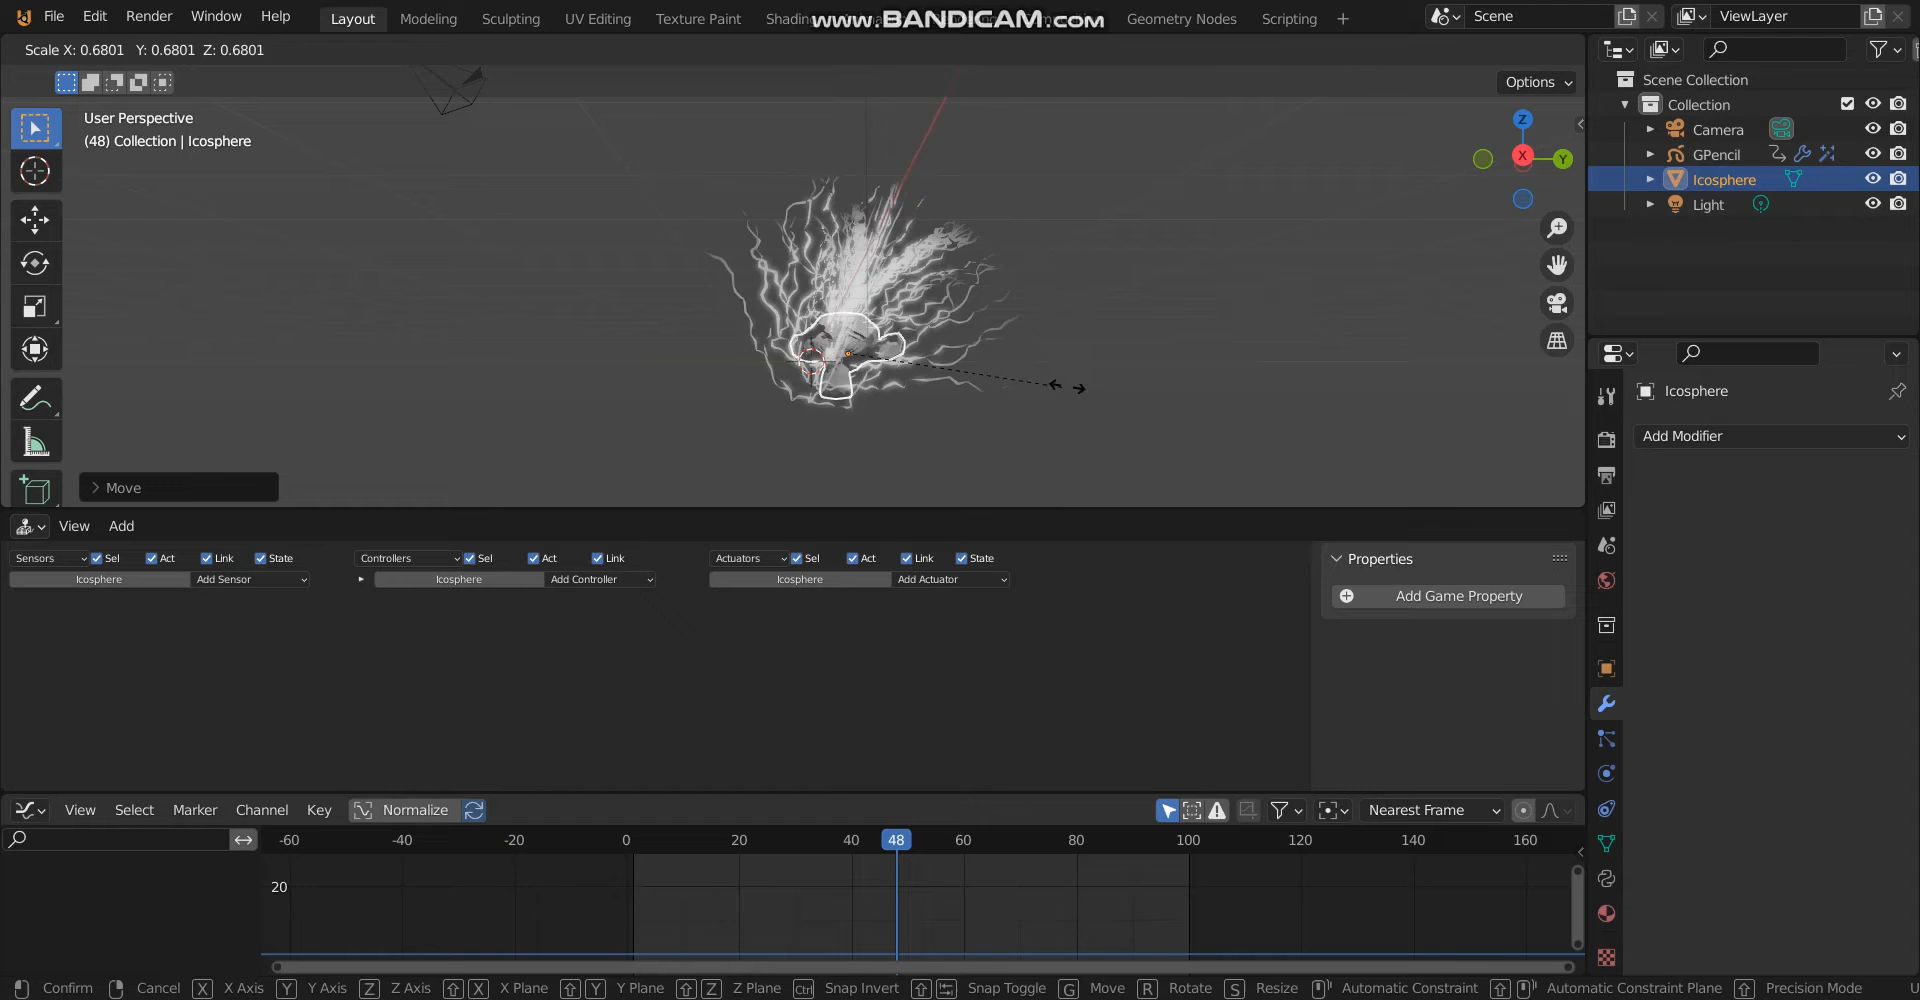 File Edit Render Window Help Layout Modeling Sculpting UV Editing Texture Paint Shading Geometry Nodes Scripting + Scene ViewLayer
www.BANDICAM.com
Scale X: 0.6801 Y: 0.6801 Z: 0.6801
Options
User Perspective
(48) Collection | Icosphere
Z
X
Y
Move
Scene Collection
Collection
Camera
GPencil
Icosphere
Light
Icosphere
Add Modifier
View Add
Sensors Sel Act Link State Controllers Sel Act Link Actuators Sel Act Link State
Icosphere Add Sensor Icosphere Add Controller Icosphere Add Actuator
Properties
Add Game Property
View Select Marker Channel Key Normalize Nearest Frame
-60 -40 -20 0 20 40 48 60 80 100 120 140 160
20
Confirm Cancel X X Axis Y Y Axis Z Z Axis X X Plane Y Y Plane Z Z Plane Ctrl Snap Invert Snap Toggle G Move R Rotate S Resize Automatic Constraint Automatic Constraint Plane Precision Mode